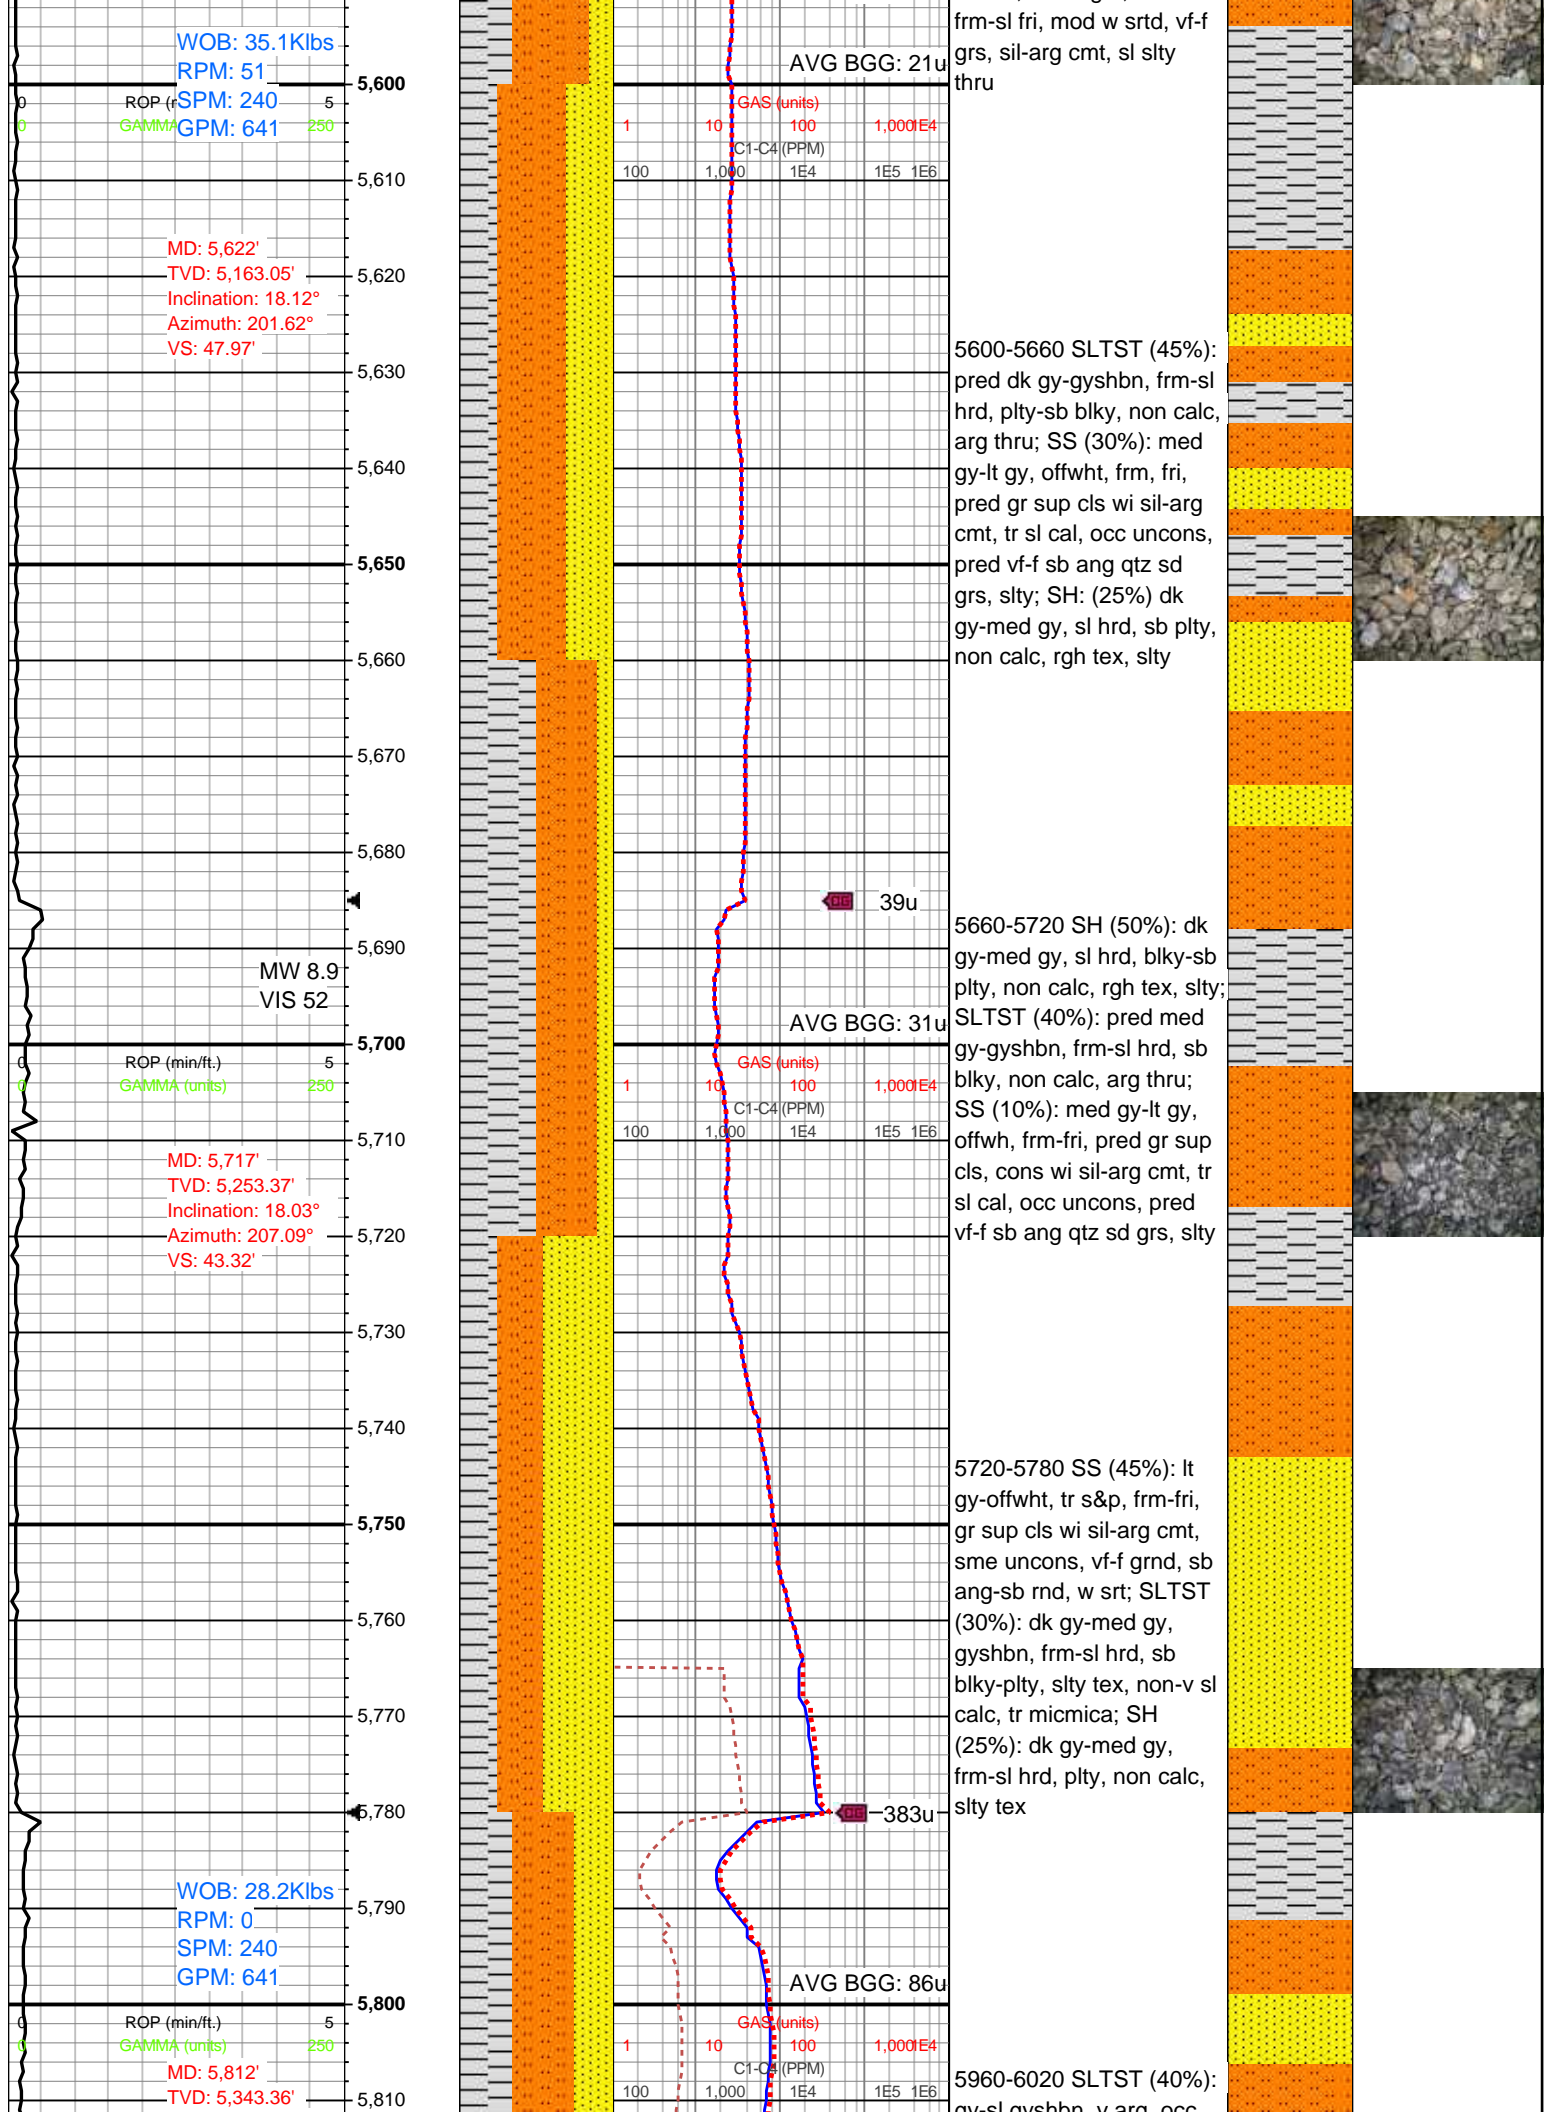 frm-sl fri, mod w srtd, vf-f
grs, sil-arg cmt, sl slty
thru
WOB: 35.1Klbs
RPM: 51
SPM: 240
GPM: 641
AVG BGG: 21u
5,600
0 ROP ( 5
0 GAMMA 250
GAS (units)
1 10 100 1,000 1E4
C1-C4 (PPM)
100 1,000 1E4 1E5 1E6
5,610
MD: 5,622'
TVD: 5,163.05'
Inclination: 18.12°
Azimuth: 201.62°
VS: 47.97'
5,620
5,630
5,640
5,650
5,660
5600-5660 SLTST (45%):
pred dk gy-gyshbn, frm-sl
hrd, plty-sb blky, non calc,
arg thru; SS (30%): med
gy-lt gy, offwht, frm, fri,
pred gr sup cls wi sil-arg
cmt, tr sl cal, occ uncons,
pred vf-f sb ang qtz sd
grs, slty; SH: (25%) dk
gy-med gy, sl hrd, sb plty,
non calc, rgh tex, slty
5,670
5,680
DG 39u
5,690
MW 8.9
VIS 52
AVG BGG: 31u
5660-5720 SH (50%): dk
gy-med gy, sl hrd, blky-sb
plty, non calc, rgh tex, slty;
SLTST (40%): pred med
gy-gyshbn, frm-sl hrd, sb
blky, non calc, arg thru;
SS (10%): med gy-lt gy,
offwh, frm-fri, pred gr sup
cls, cons wi sil-arg cmt, tr
sl cal, occ uncons, pred
vf-f sb ang qtz sd grs, slty
5,700
0 ROP (min/ft.) 5
0 GAMMA (units) 250
GAS (units)
1 10 100 1,000 1E4
C1-C4 (PPM)
100 1,000 1E4 1E5 1E6
5,710
MD: 5,717'
TVD: 5,253.37'
Inclination: 18.03°
Azimuth: 207.09°
VS: 43.32'
5,720
5,730
5,740
5,750
5,760
5,770
5,780
5720-5780 SS (45%): lt
gy-offwht, tr s&p, frm-fri,
gr sup cls wi sil-arg cmt,
sme uncons, vf-f grnd, sb
ang-sb rnd, w srt; SLTST
(30%): dk gy-med gy,
gyshbn, frm-sl hrd, sb
blky-plty, slty tex, non-v sl
calc, tr micmica; SH
(25%): dk gy-med gy,
frm-sl hrd, plty, non calc,
slty tex
DG 383u
WOB: 28.2Klbs
RPM: 0
SPM: 240
GPM: 641
5,790
AVG BGG: 86u
5,800
0 ROP (min/ft.) 5
0 GAMMA (units) 250
GAS (units)
1 10 100 1,000 1E4
C1-C4 (PPM)
100 1,000 1E4 1E5 1E6
MD: 5,812'
TVD: 5,343.36'
5,810
5960-6020 SLTST (40%):
gy-sl gyshbn, v arg, occ